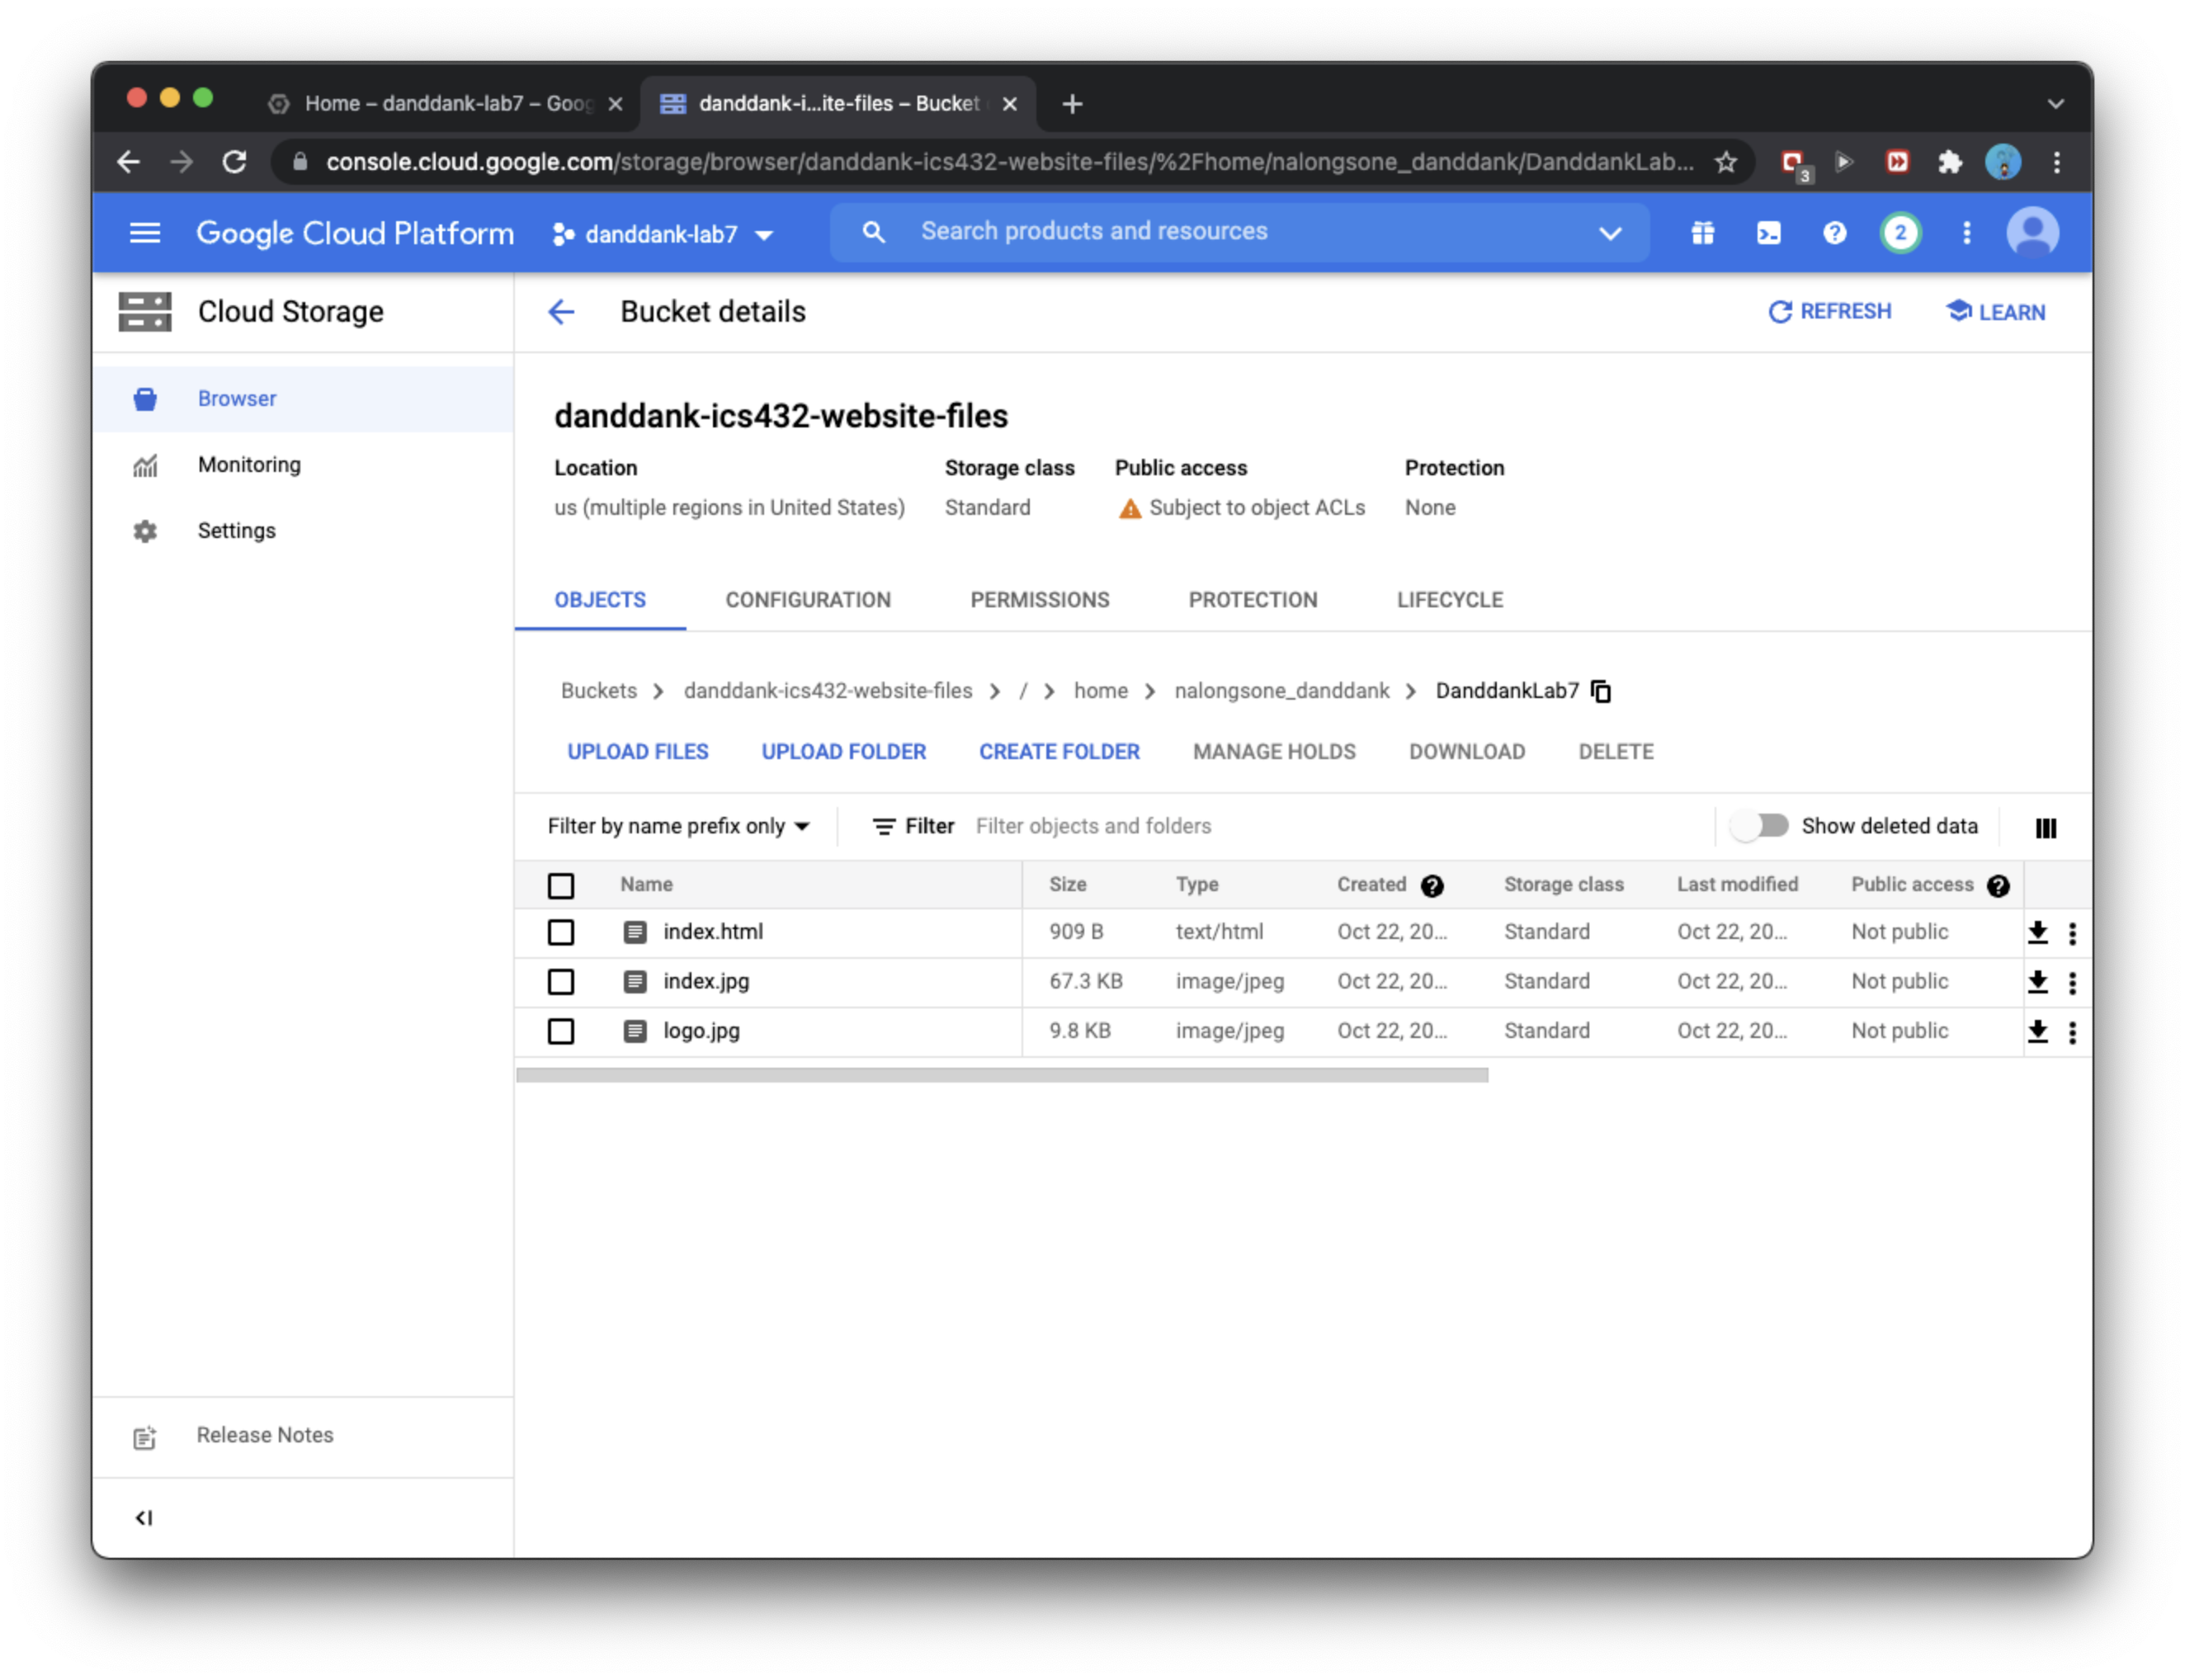 Home – danddank-lab7 – Goog
danddank-i...ite-files – Bucket
console.cloud.google.com/storage/browser/danddank-ics432-website-files/%2Fhome/nalongsone_danddank/DanddankLab...
3
Google Cloud Platform
danddank-lab7
Search products and resources
2
Cloud Storage
Bucket details
REFRESH
LEARN
Browser
Monitoring
Settings
danddank-ics432-website-files
Location Storage class Public access Protection
us (multiple regions in United States) Standard Subject to object ACLs None
OBJECTS CONFIGURATION PERMISSIONS PROTECTION LIFECYCLE
Buckets > danddank-ics432-website-files > / > home > nalongsone_danddank > DanddankLab7
UPLOAD FILES UPLOAD FOLDER CREATE FOLDER MANAGE HOLDS DOWNLOAD DELETE
Filter by name prefix only Filter Filter objects and folders Show deleted data
Name Size Type Created Storage class Last modified Public access
index.html 909 B text/html Oct 22, 20... Standard Oct 22, 20... Not public
index.jpg 67.3 KB image/jpeg Oct 22, 20... Standard Oct 22, 20... Not public
logo.jpg 9.8 KB image/jpeg Oct 22, 20... Standard Oct 22, 20... Not public
Release Notes